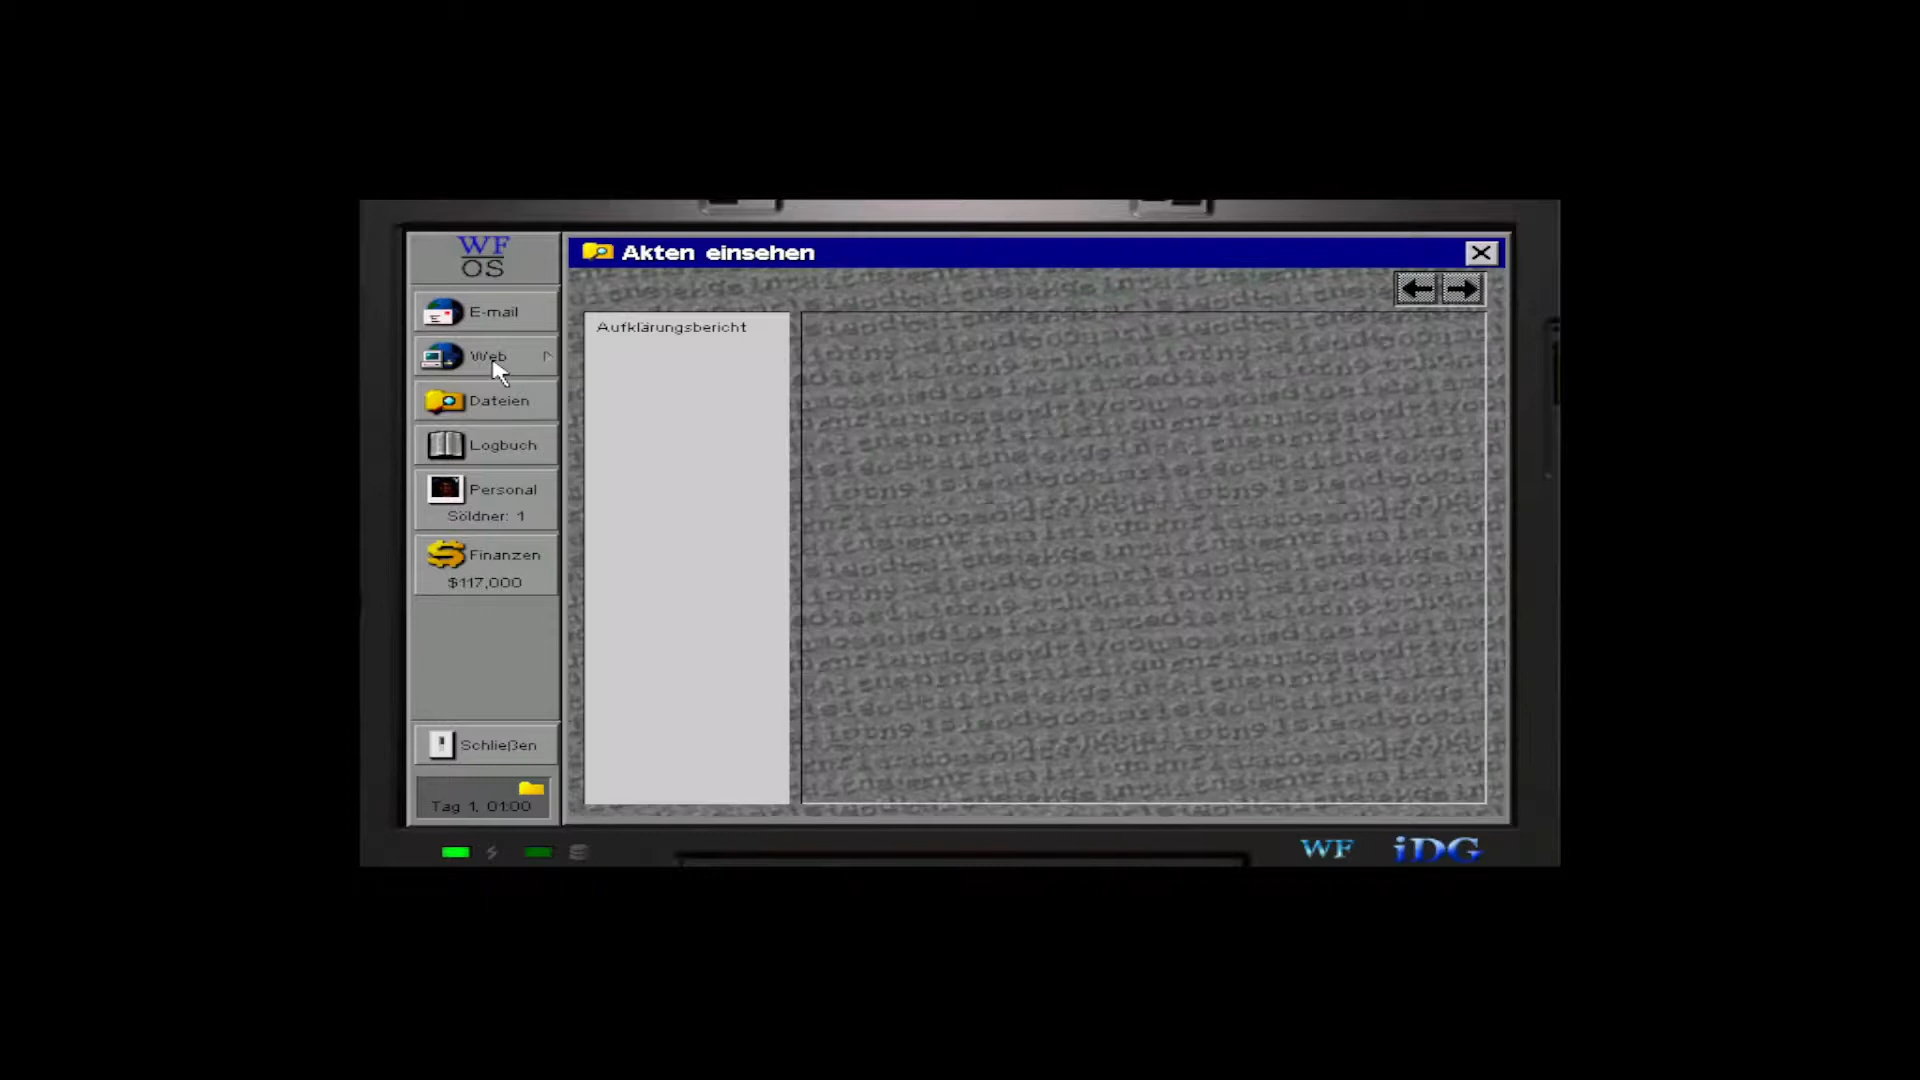 WF
OS
Akten einsehen
E-mail
Web
Dateien
Logbuch
Personal
Söldner: 1
Finanzen
$117,000
Schließen
Tag 1, 01:00
Aufklärungsbericht
WF
iDG